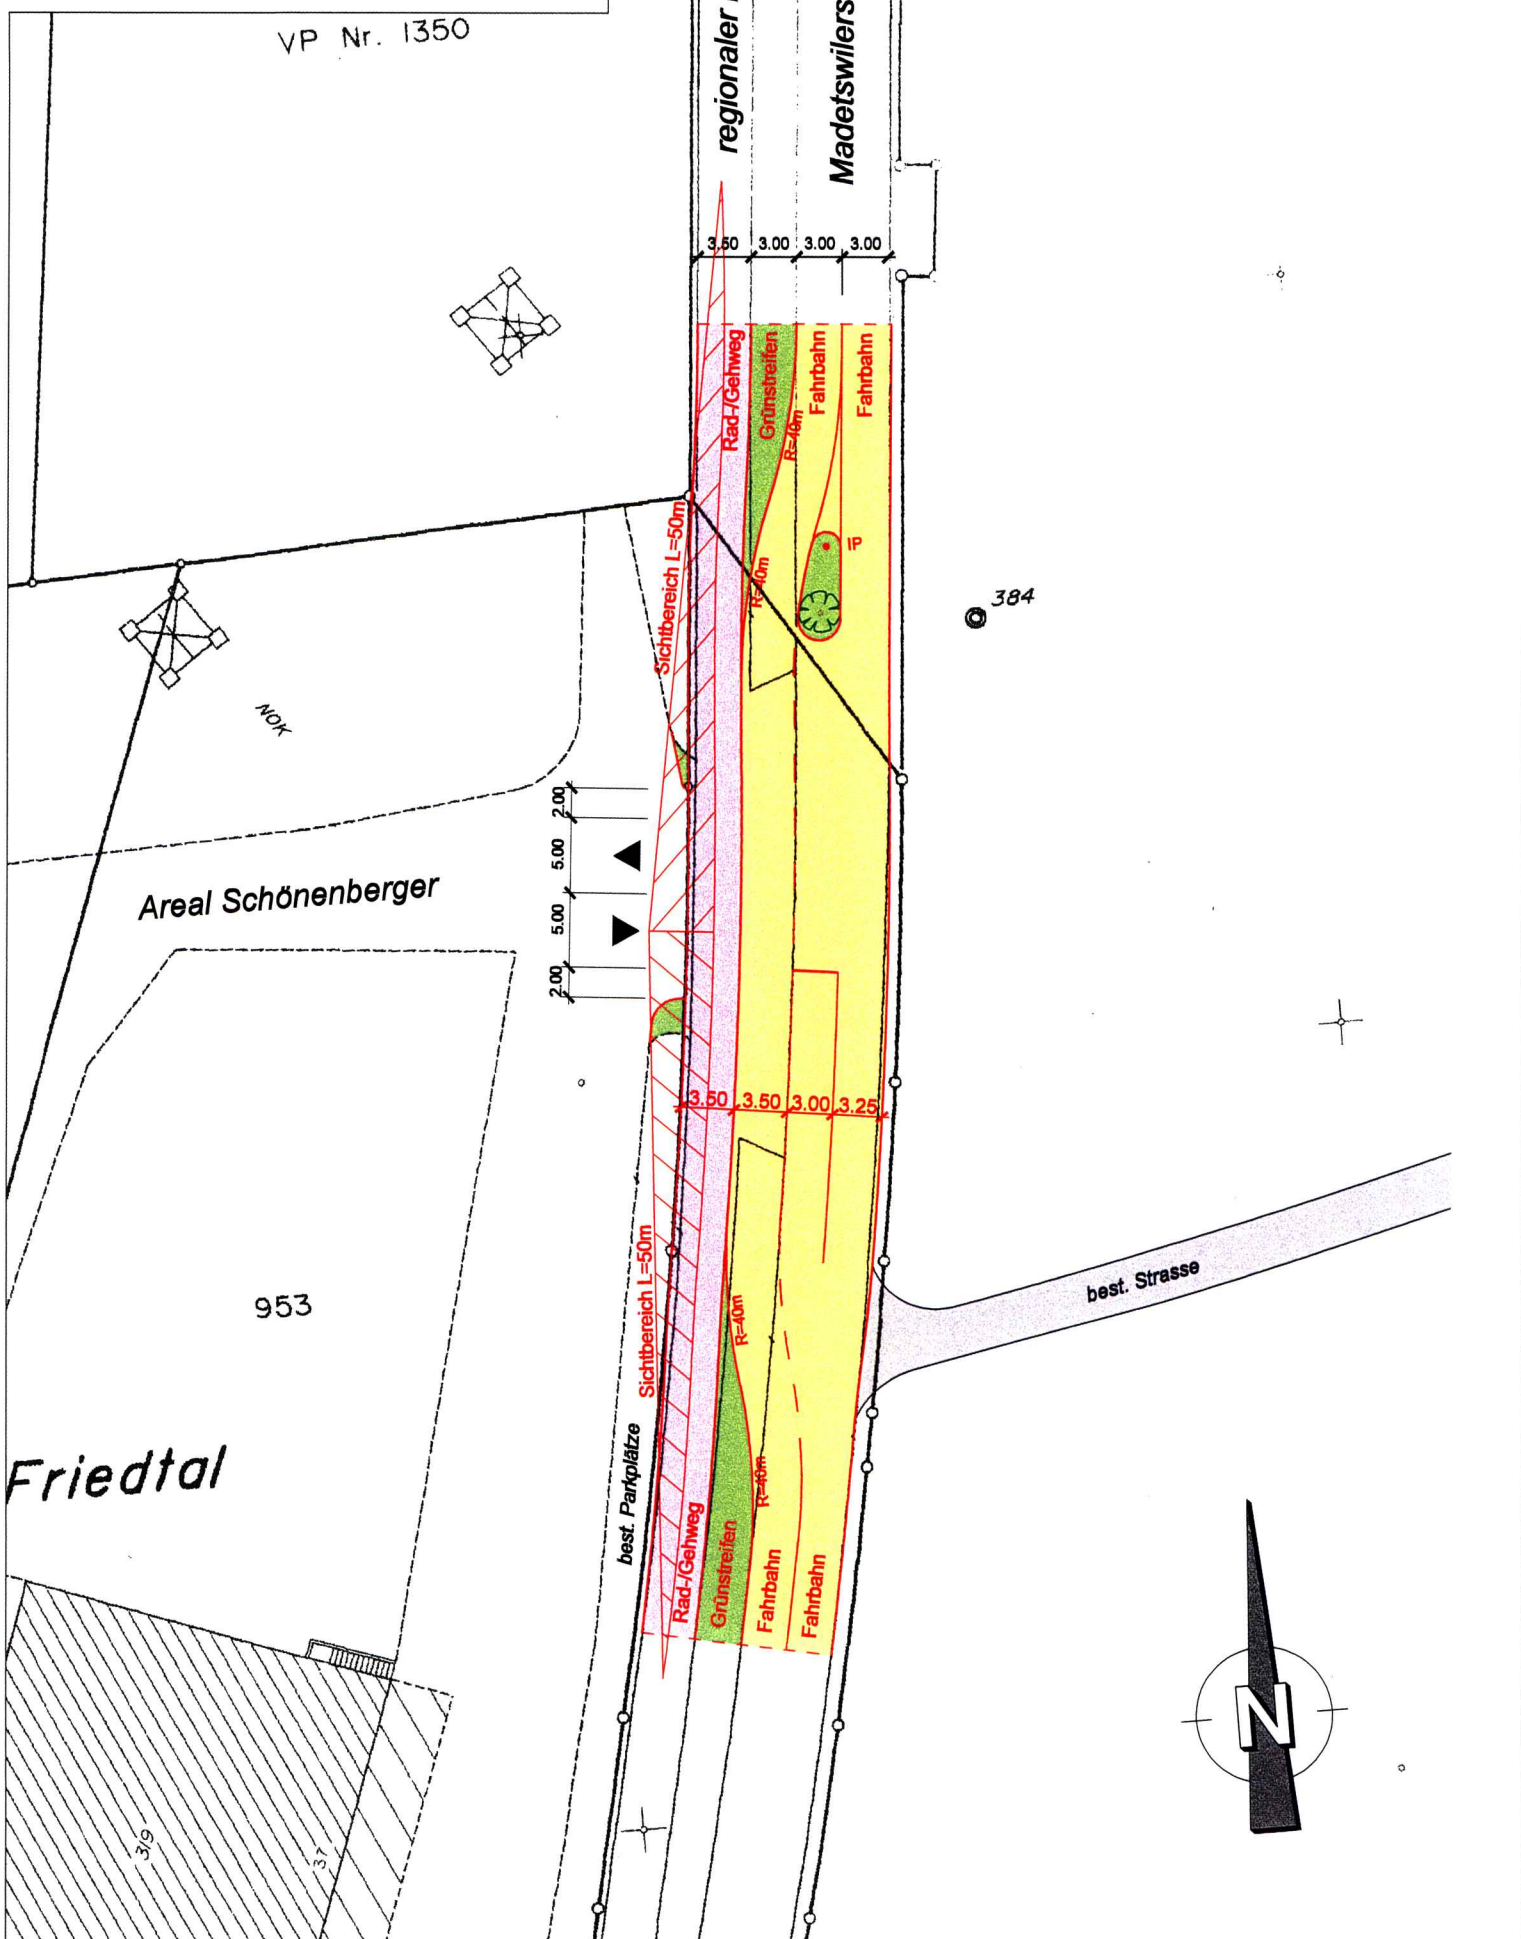 VP Nr. 1350
regionaler
Madetswilers
3.50 3.00 3.00 3.00
Rad-/Gehweg
Grünstreifen
Fahrbahn
Fahrbahn
R=40m
R=40m
IP
Sichtbereich L=50m
384
NOK
2.00
5.00
5.00
2.00
Areal Schönenberger
3.50 3.50 3.00 3.25
best. Strasse
953
Sichtbereich L=50m
R=40m
R=40m
best. Parkplätze
Friedtal
Rad-/Gehweg
Grünstreifen
Fahrbahn
Fahrbahn
319
37
N